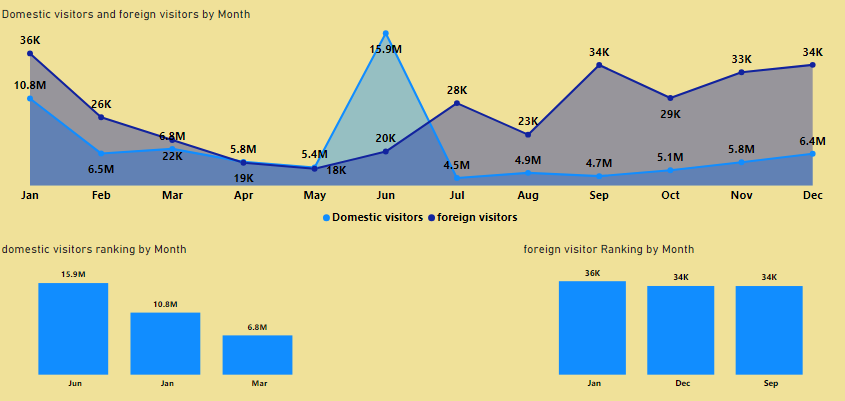 Domestic visitors and foreign visitors by Month
36K
10.8M
26K
6.5M
6.8M
22K
5.8M
19K
5.4M
18K
15.9M
20K
28K
4.5M
23K
4.9M
34K
4.7M
29K
5.1M
33K
5.8M
34K
6.4M
Jan Feb Mar Apr May Jun Jul Aug Sep Oct Nov Dec
Domestic visitors foreign visitors
domestic visitors ranking by Month
15.9M
10.8M
6.8M
Jun Jan Mar
foreign visitor Ranking by Month
36K
34K
34K
Jan Dec Sep